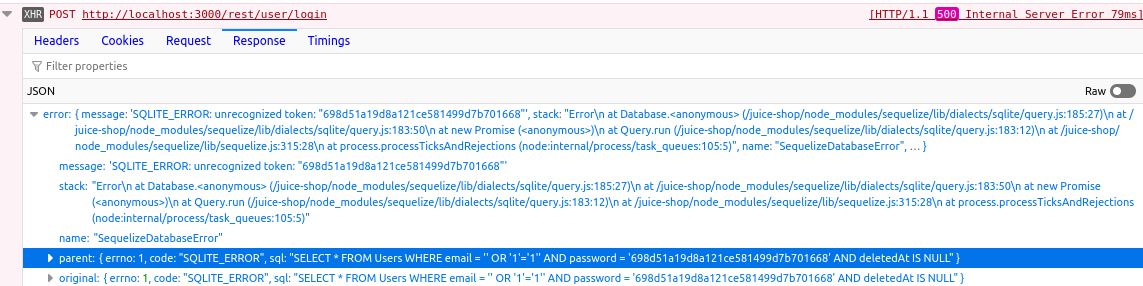 XHR POST http://localhost:3000/rest/user/login [HTTP/1.1 500 Internal Server Error 79ms]
Headers Cookies Request Response Timings
Filter properties
JSON Raw
error: { message: 'SQLITE_ERROR: unrecognized token: "698d51a19d8a121ce581499d7b701668"', stack: "Error\n at Database.<anonymous> (/juice-shop/node_modules/sequelize/lib/dialects/sqlite/query.js:185:27)\n at /
juice-shop/node_modules/sequelize/lib/dialects/sqlite/query.js:183:50\n at new Promise (<anonymous>)\n at Query.run (/juice-shop/node_modules/sequelize/lib/dialects/sqlite/query.js:183:12)\n at /juice-shop/
node_modules/sequelize/lib/sequelize.js:315:28\n at process.processTicksAndRejections (node:internal/process/task_queues:105:5)", name: "SequelizeDatabaseError", … }
message: 'SQLITE_ERROR: unrecognized token: "698d51a19d8a121ce581499d7b701668"'
stack: "Error\n at Database.<anonymous> (/juice-shop/node_modules/sequelize/lib/dialects/sqlite/query.js:185:27)\n at /juice-shop/node_modules/sequelize/lib/dialects/sqlite/query.js:183:50\n at new Promise
(<anonymous>)\n at Query.run (/juice-shop/node_modules/sequelize/lib/dialects/sqlite/query.js:183:12)\n at /juice-shop/node_modules/sequelize/lib/sequelize.js:315:28\n at process.processTicksAndRejections
(node:internal/process/task_queues:105:5)"
name: "SequelizeDatabaseError"
parent: { errno: 1, code: "SQLITE_ERROR", sql: "SELECT * FROM Users WHERE email = '' OR '1'='1'' AND password = '698d51a19d8a121ce581499d7b701668' AND deletedAt IS NULL" }
original: { errno: 1, code: "SQLITE_ERROR", sql: "SELECT * FROM Users WHERE email = '' OR '1'='1'' AND password = '698d51a19d8a121ce581499d7b701668' AND deletedAt IS NULL" }